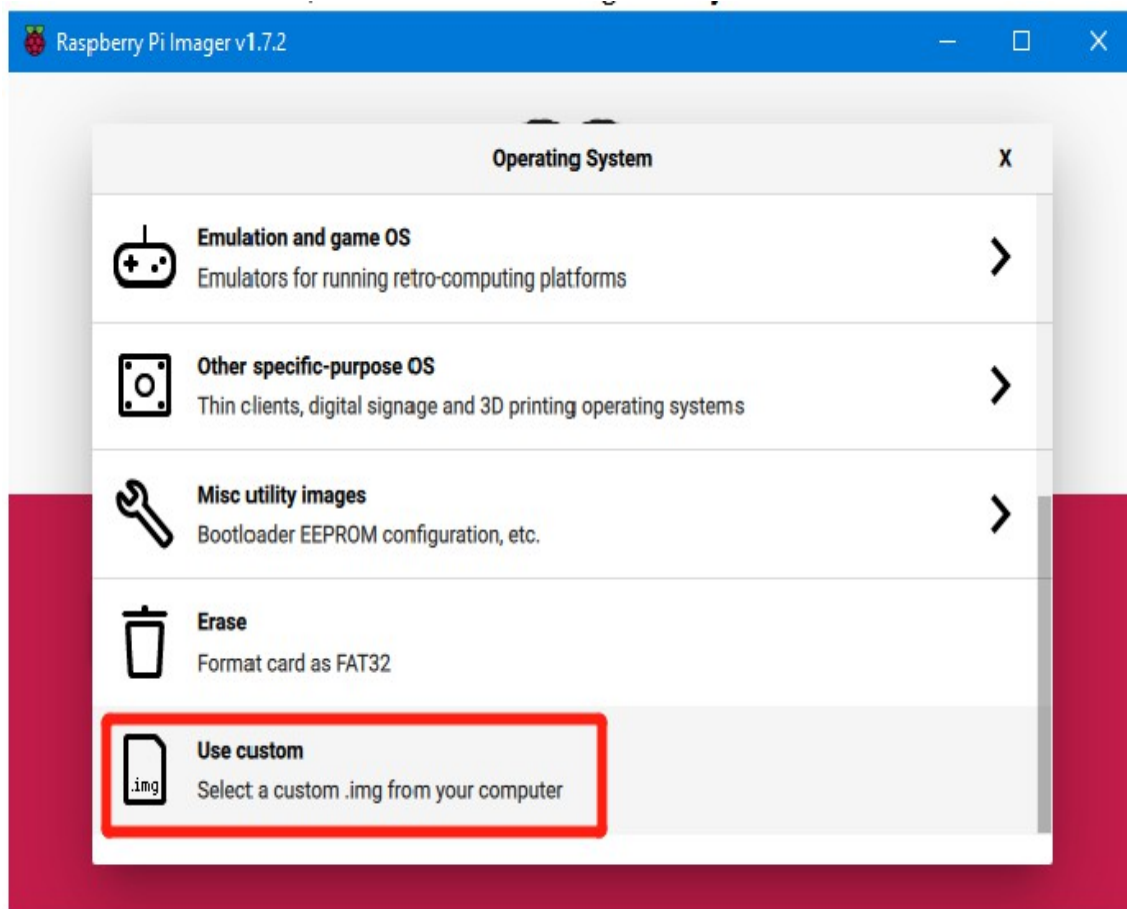 Raspberry Pi Imager v1.7.2
Operating System
X
Emulation and game OS
Emulators for running retro-computing platforms
Other specific-purpose OS
Thin clients, digital signage and 3D printing operating systems
Misc utility images
Bootloader EEPROM configuration, etc.
Erase
Format card as FAT32
Use custom
.img
Select a custom .img from your computer